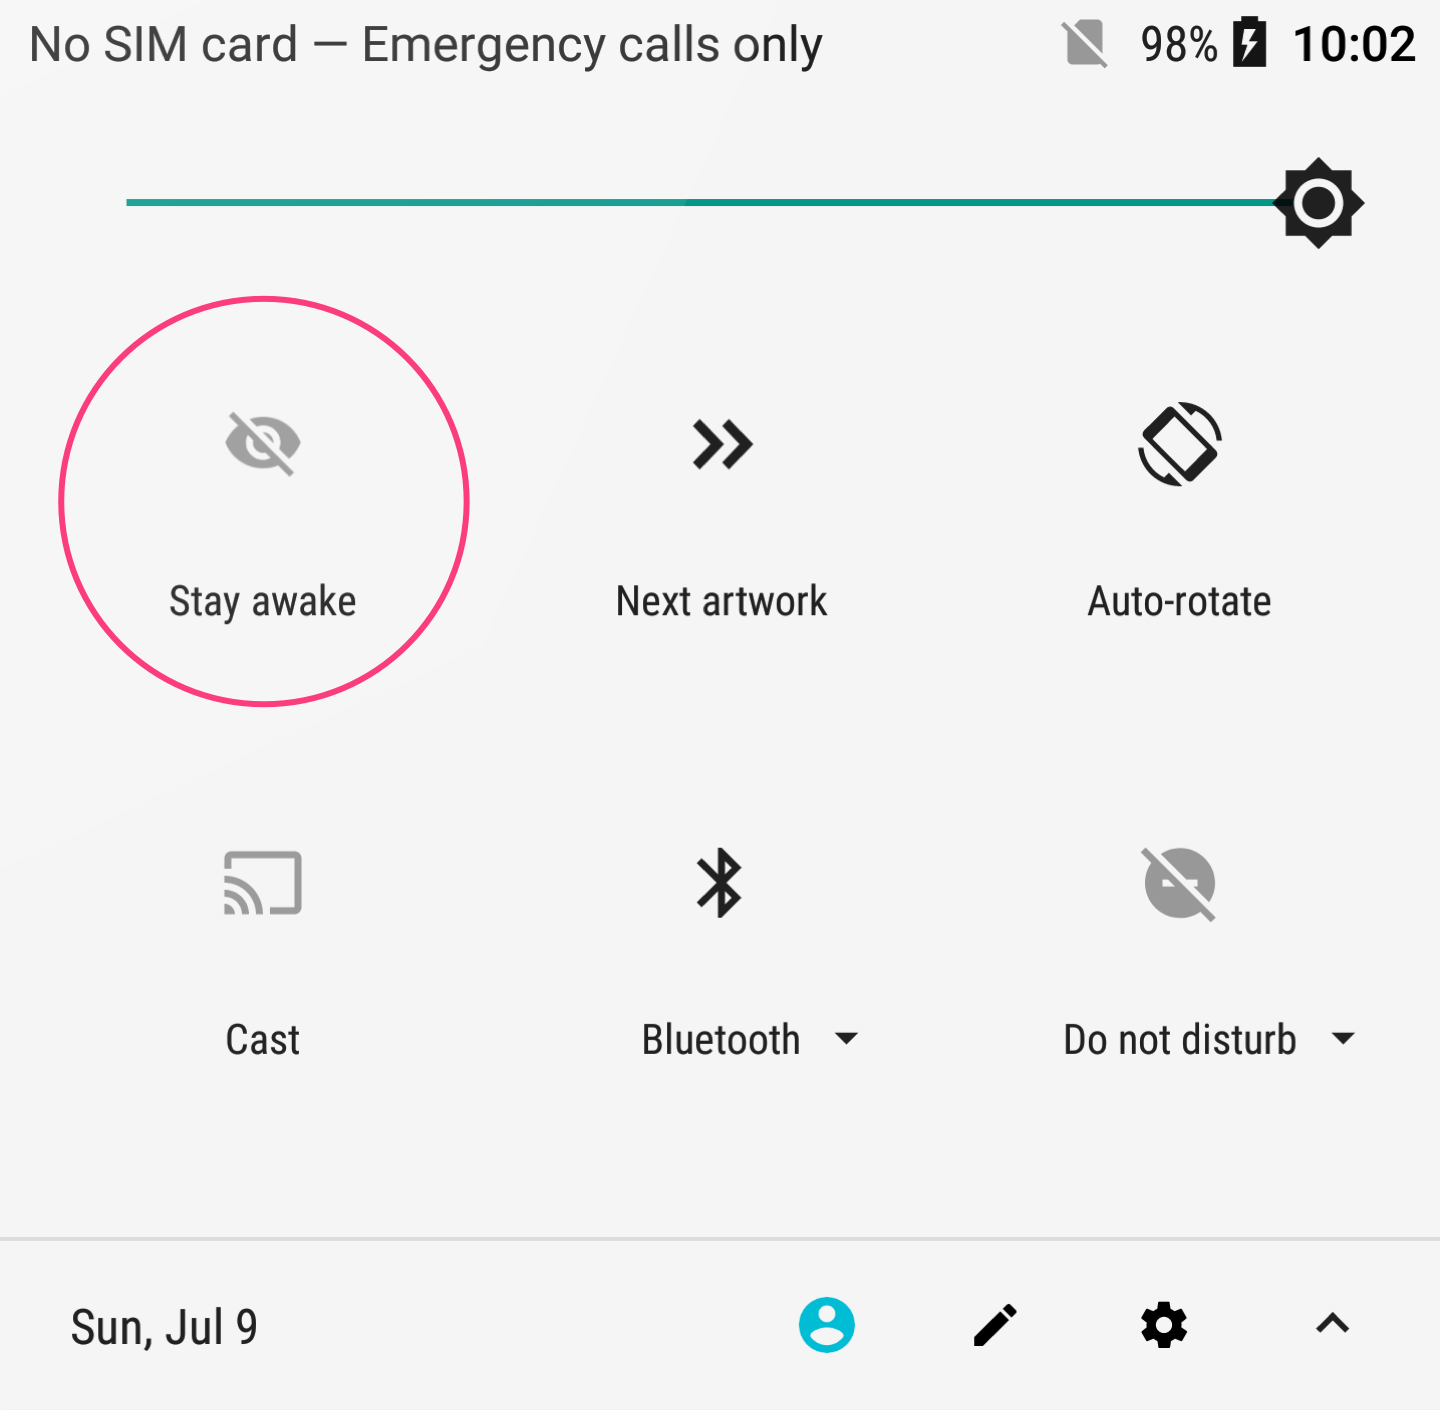 No SIM card — Emergency calls only 98% 10:02
Stay awake Next artwork Auto-rotate
Cast Bluetooth Do not disturb
Sun, Jul 9